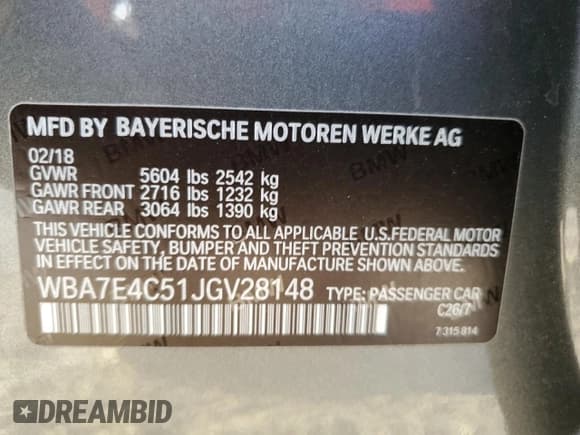 MFD BY BAYERISCHE MOTOREN WERKE AG
02/18
GVWR 5604 lbs 2542 kg
GAWR FRONT 2716 lbs 1232 kg
GAWR REAR 3064 lbs 1390 kg
THIS VEHICLE CONFORMS TO ALL APPLICABLE U.S.FEDERAL MOTOR
VEHICLE SAFETY, BUMPER AND THEFT PREVENTION STANDARDS
IN EFFECT ON THE DATE OF MANUFACTURE SHOWN ABOVE.
WBA7E4C51JGV28148 TYPE: PASSENGER CAR
C26/7
7 315 814
DREAMBID